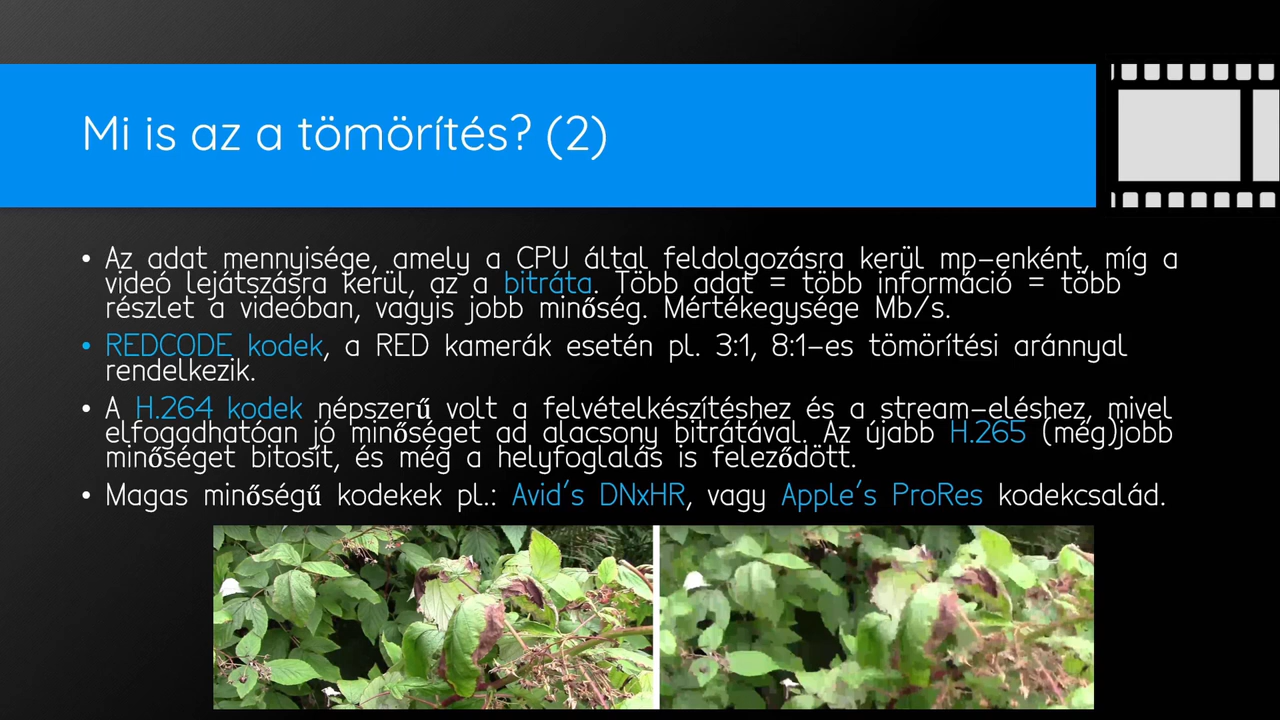 Mi is az a tömörítés? (2)
• Az adat mennyisége, amely a CPU által feldolgozásra kerül mp-enként, míg a
videó lejátszásra kerül, az a bitráta. Több adat = több információ = több
részlet a videóban, vagyis jobb minőség. Mértékegysége Mb/s.
• REDCODE kodek, a RED kamerák esetén pl. 3:1, 8:1-es tömörítési aránnyal
rendelkezik.
• A H.264 kodek népszerű volt a felvételkészítéshez és a stream-eléshez, mivel
elfogadhatóan jó minőséget ad alacsony bitrátával. Az újabb H.265 (még)jobb
minőséget bitosít, és még a helyfoglalás is feleződött.
• Magas minőségű kodekek pl.: Avid's DNxHR, vagy Apple's ProRes kodekcsalád.